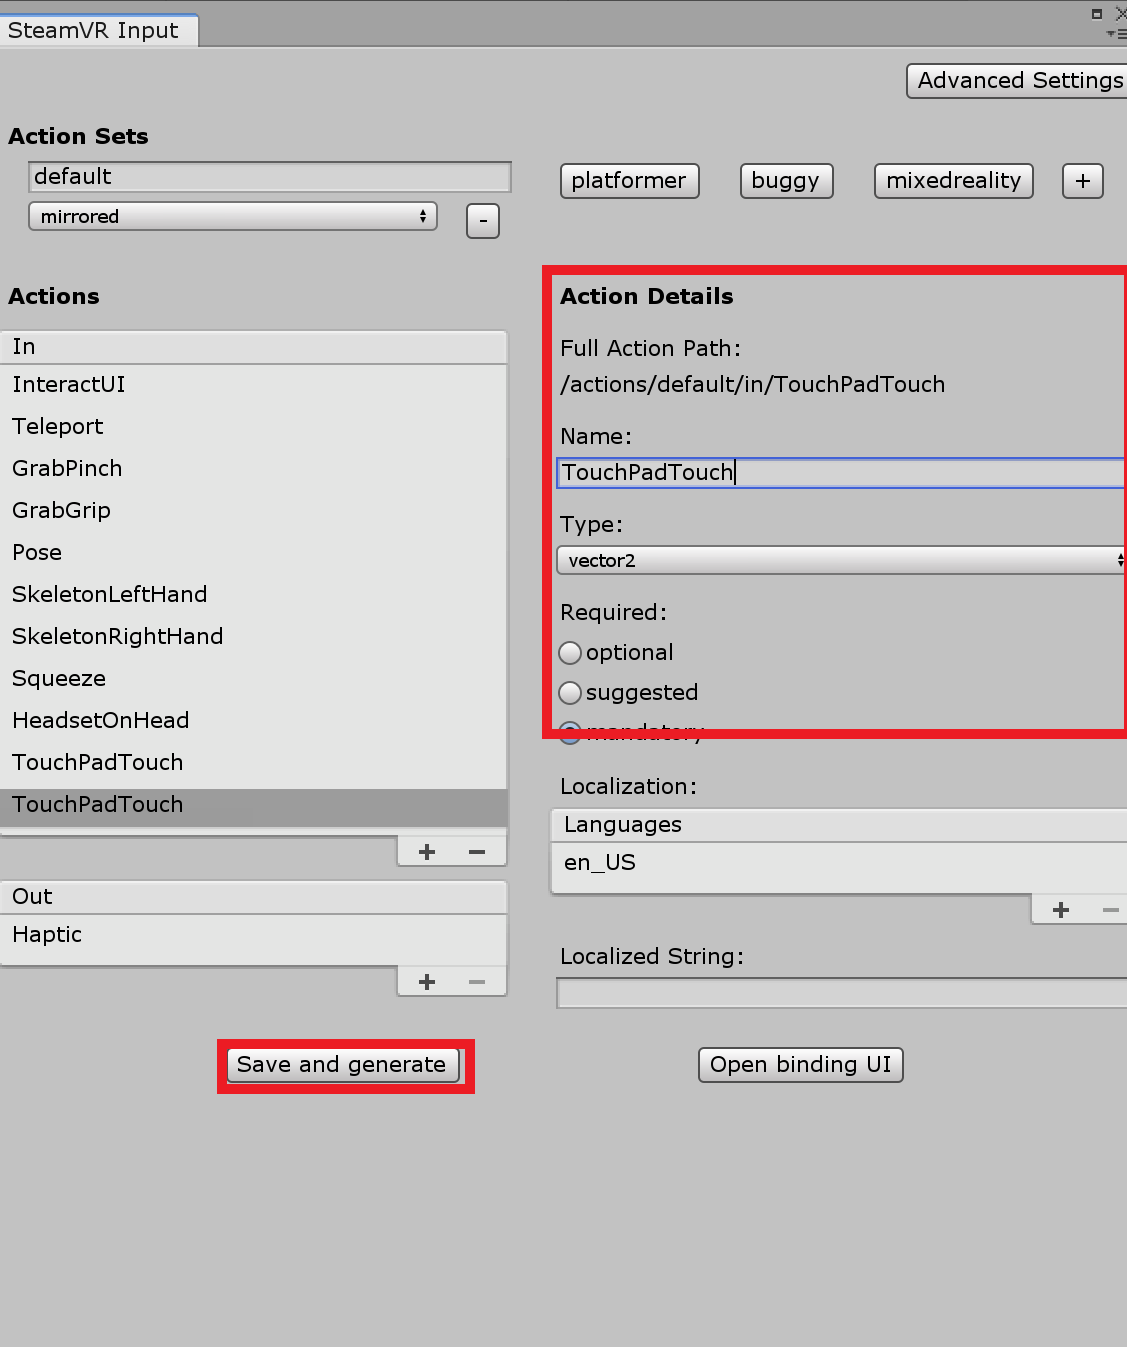 SteamVR Input
Advanced Settings
Action Sets
default
platformer
buggy
mixedreality
+
mirrored
-
Actions
In
InteractUI
Teleport
GrabPinch
GrabGrip
Pose
SkeletonLeftHand
SkeletonRightHand
Squeeze
HeadsetOnHead
TouchPadTouch
TouchPadTouch
+ −
Out
Haptic
+ −
Action Details
Full Action Path:
/actions/default/in/TouchPadTouch
Name:
TouchPadTouch
Type:
vector2
Required:
optional
suggested
mandatory
Localization:
Languages
en_US
+ −
Localized String:
Save and generate
Open binding UI